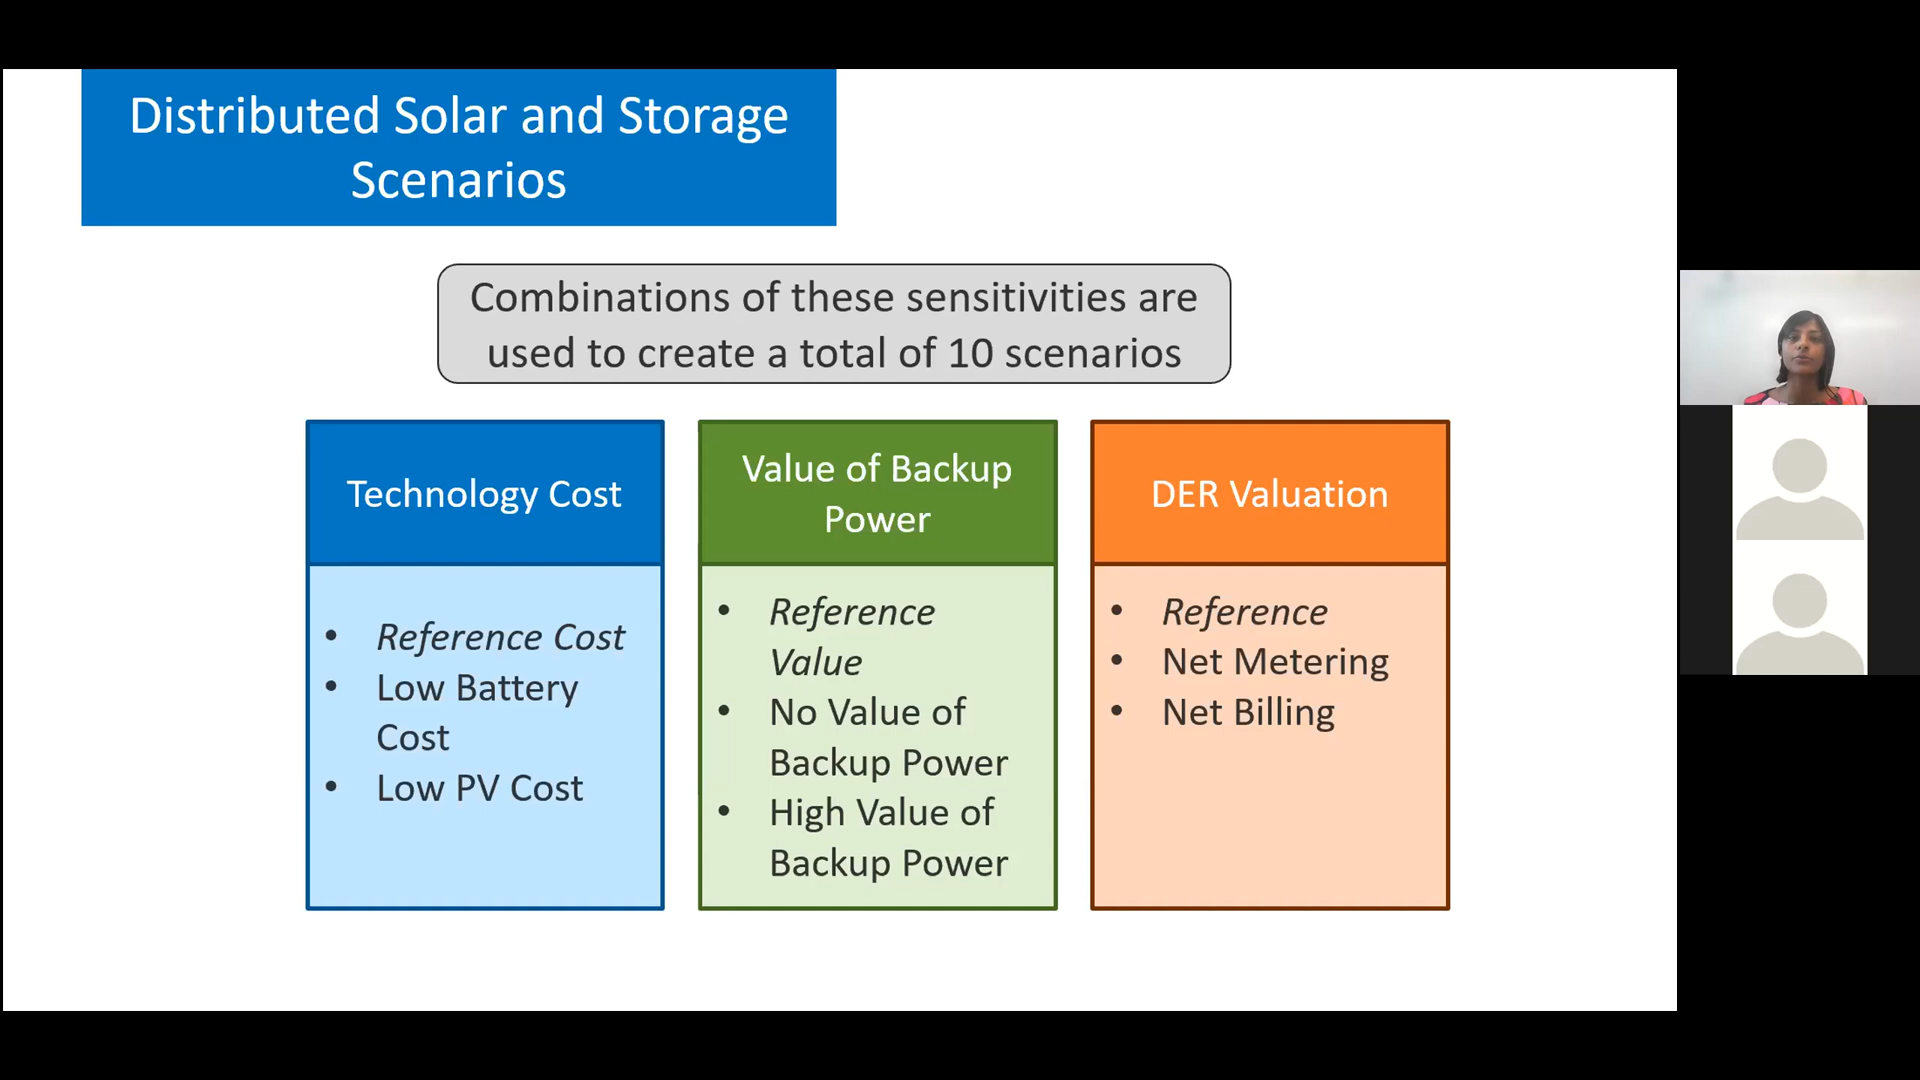 Distributed Solar and Storage
Scenarios
Combinations of these sensitivities are
used to create a total of 10 scenarios
Technology Cost
• Reference Cost
• Low Battery
Cost
• Low PV Cost
Value of Backup
Power
• Reference
Value
• No Value of
Backup Power
• High Value of
Backup Power
DER Valuation
• Reference
• Net Metering
• Net Billing